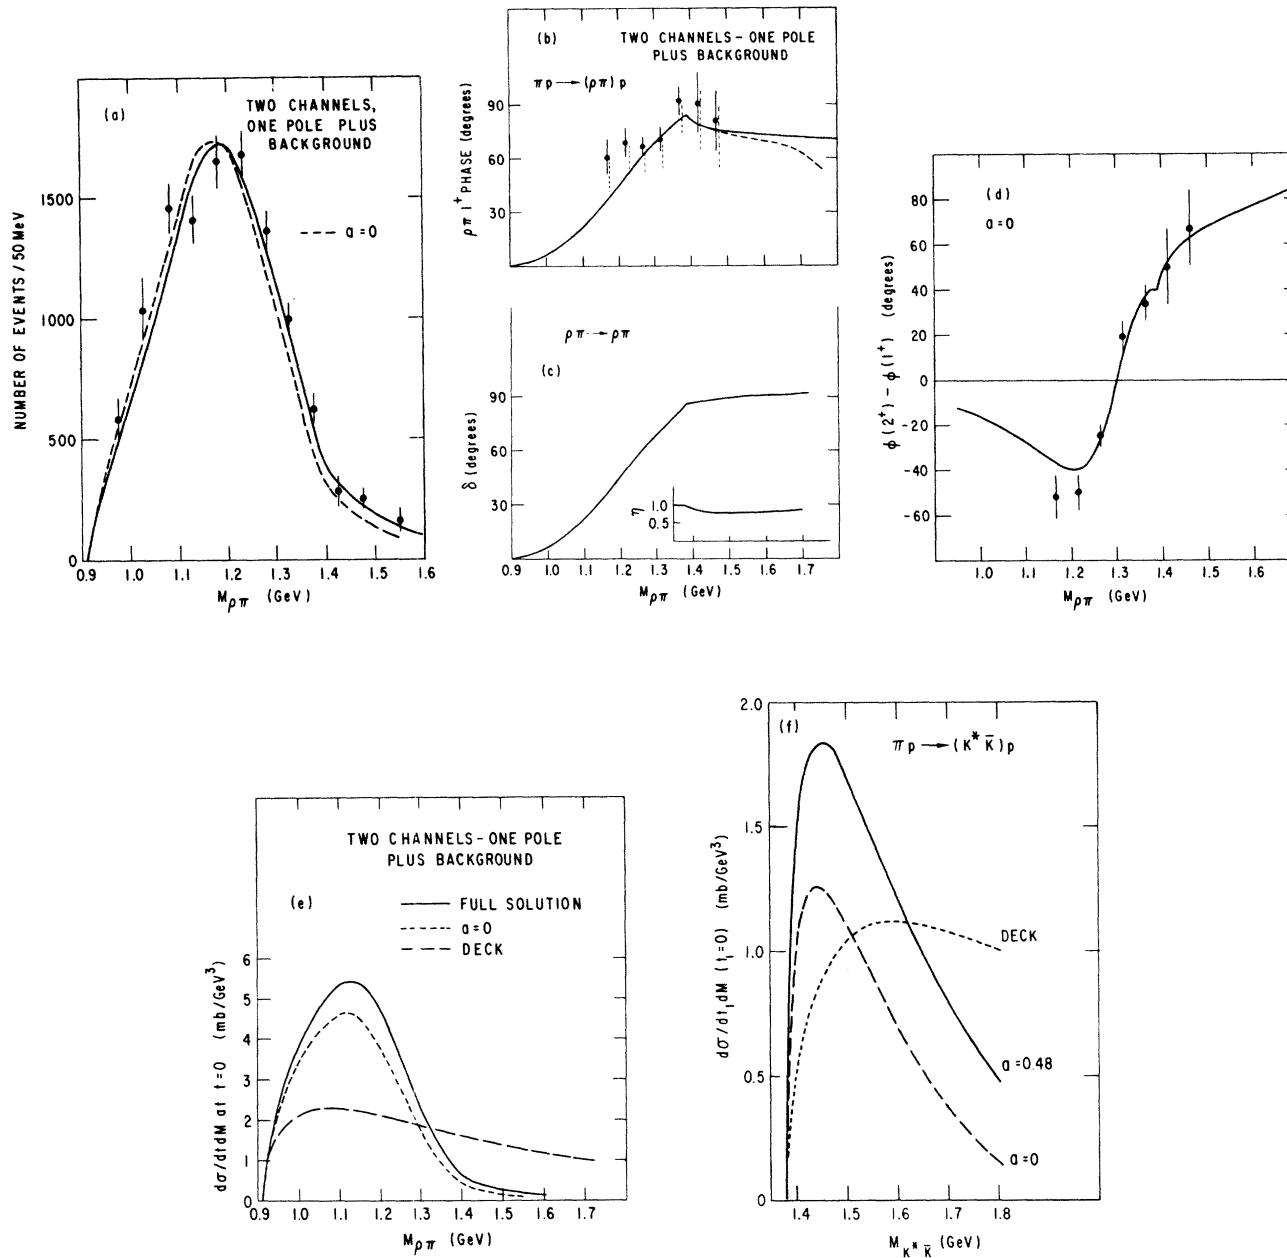 (a)
TWO CHANNELS,
ONE POLE PLUS
BACKGROUND
a=0
NUMBER OF EVENTS / 50 MeV
1500
1000
500
0
0.9 1.0 1.1 1.2 1.3 1.4 1.5 1.6
Mρπ (GeV)
(b)
TWO CHANNELS-ONE POLE
PLUS BACKGROUND
πp→(ρπ)p
ρπ 1+ PHASE (degrees)
90
60
30
ρπ→ρπ
(c)
δ (degrees)
90
60
30
η
1.0
0.5
0.9 1.0 1.1 1.2 1.3 1.4 1.5 1.6 1.7
Mρπ (GeV)
(d)
a=0
ϕ(2+) - ϕ(1+) (degrees)
80
60
40
20
0
-20
-40
-60
1.0 1.1 1.2 1.3 1.4 1.5 1.6
Mρπ (GeV)
TWO CHANNELS-ONE POLE
PLUS BACKGROUND
(e)
FULL SOLUTION
a=0
DECK
dσ/dtdM at t=0 (mb/GeV³)
6
5
4
3
2
1
0
0.9 1.0 1.1 1.2 1.3 1.4 1.5 1.6 1.7
Mρπ (GeV)
(f)
πp→(K*K̄)p
dσ/dt₁dM (t₁=0) (mb/GeV³)
2.0
1.5
1.0
0.5
0
DECK
a=0.48
a=0
1.4 1.5 1.6 1.7 1.8
MK*K̄ (GeV)